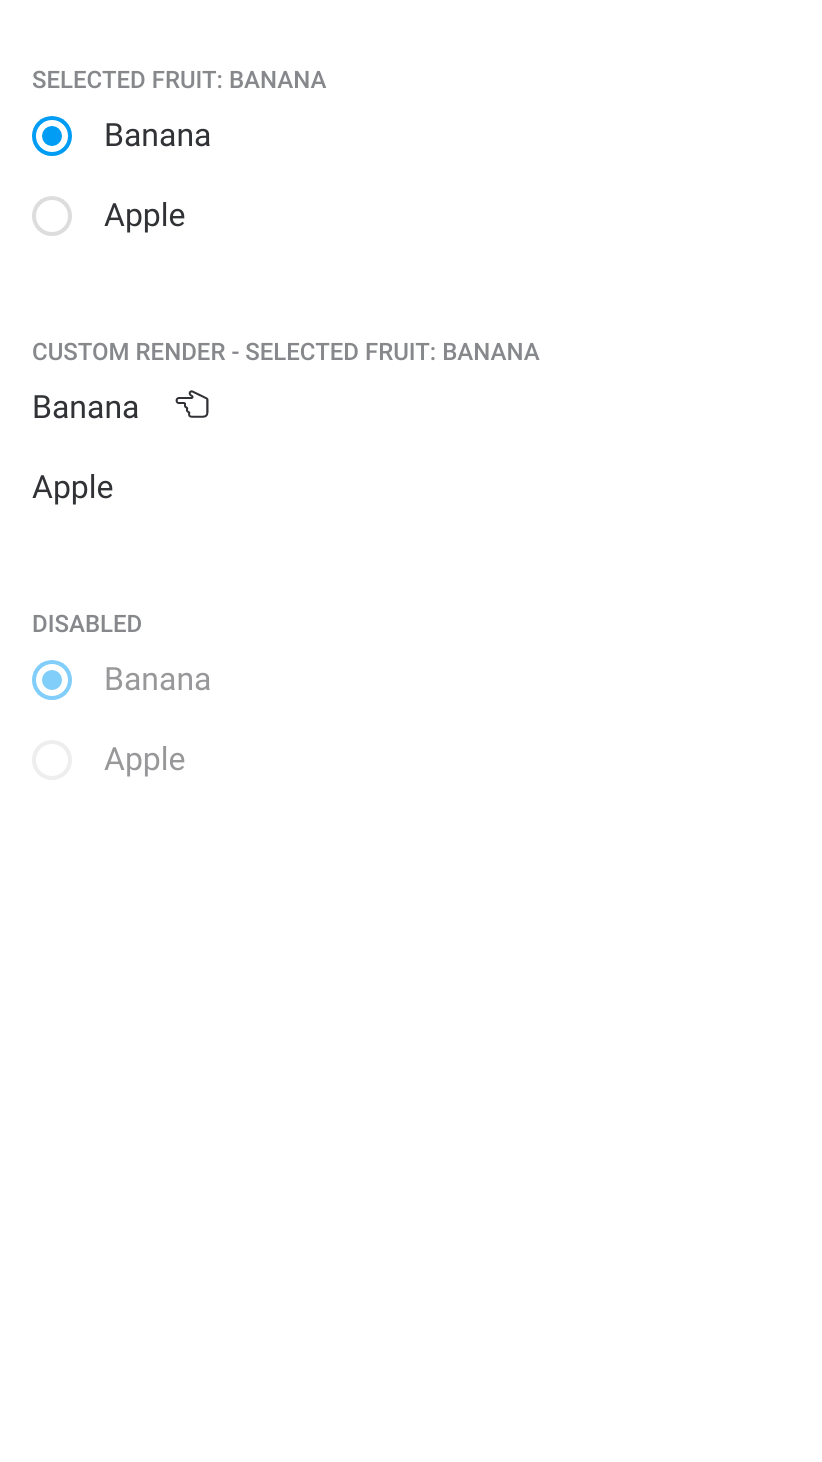 SELECTED FRUIT: BANANA
Banana
Apple
CUSTOM RENDER - SELECTED FRUIT: BANANA
Banana
Apple
DISABLED
Banana
Apple